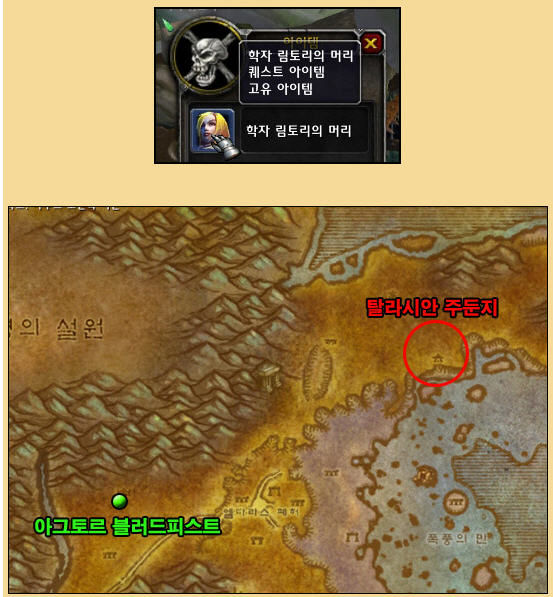 아이템
학자 림토리의 머리
퀘스트 아이템
고유 아이템
학자 림토리의 머리
탈라시안 주둔지
의 설원
아그토르 블러드피스트
엘다라스 폐허
폭풍의 만